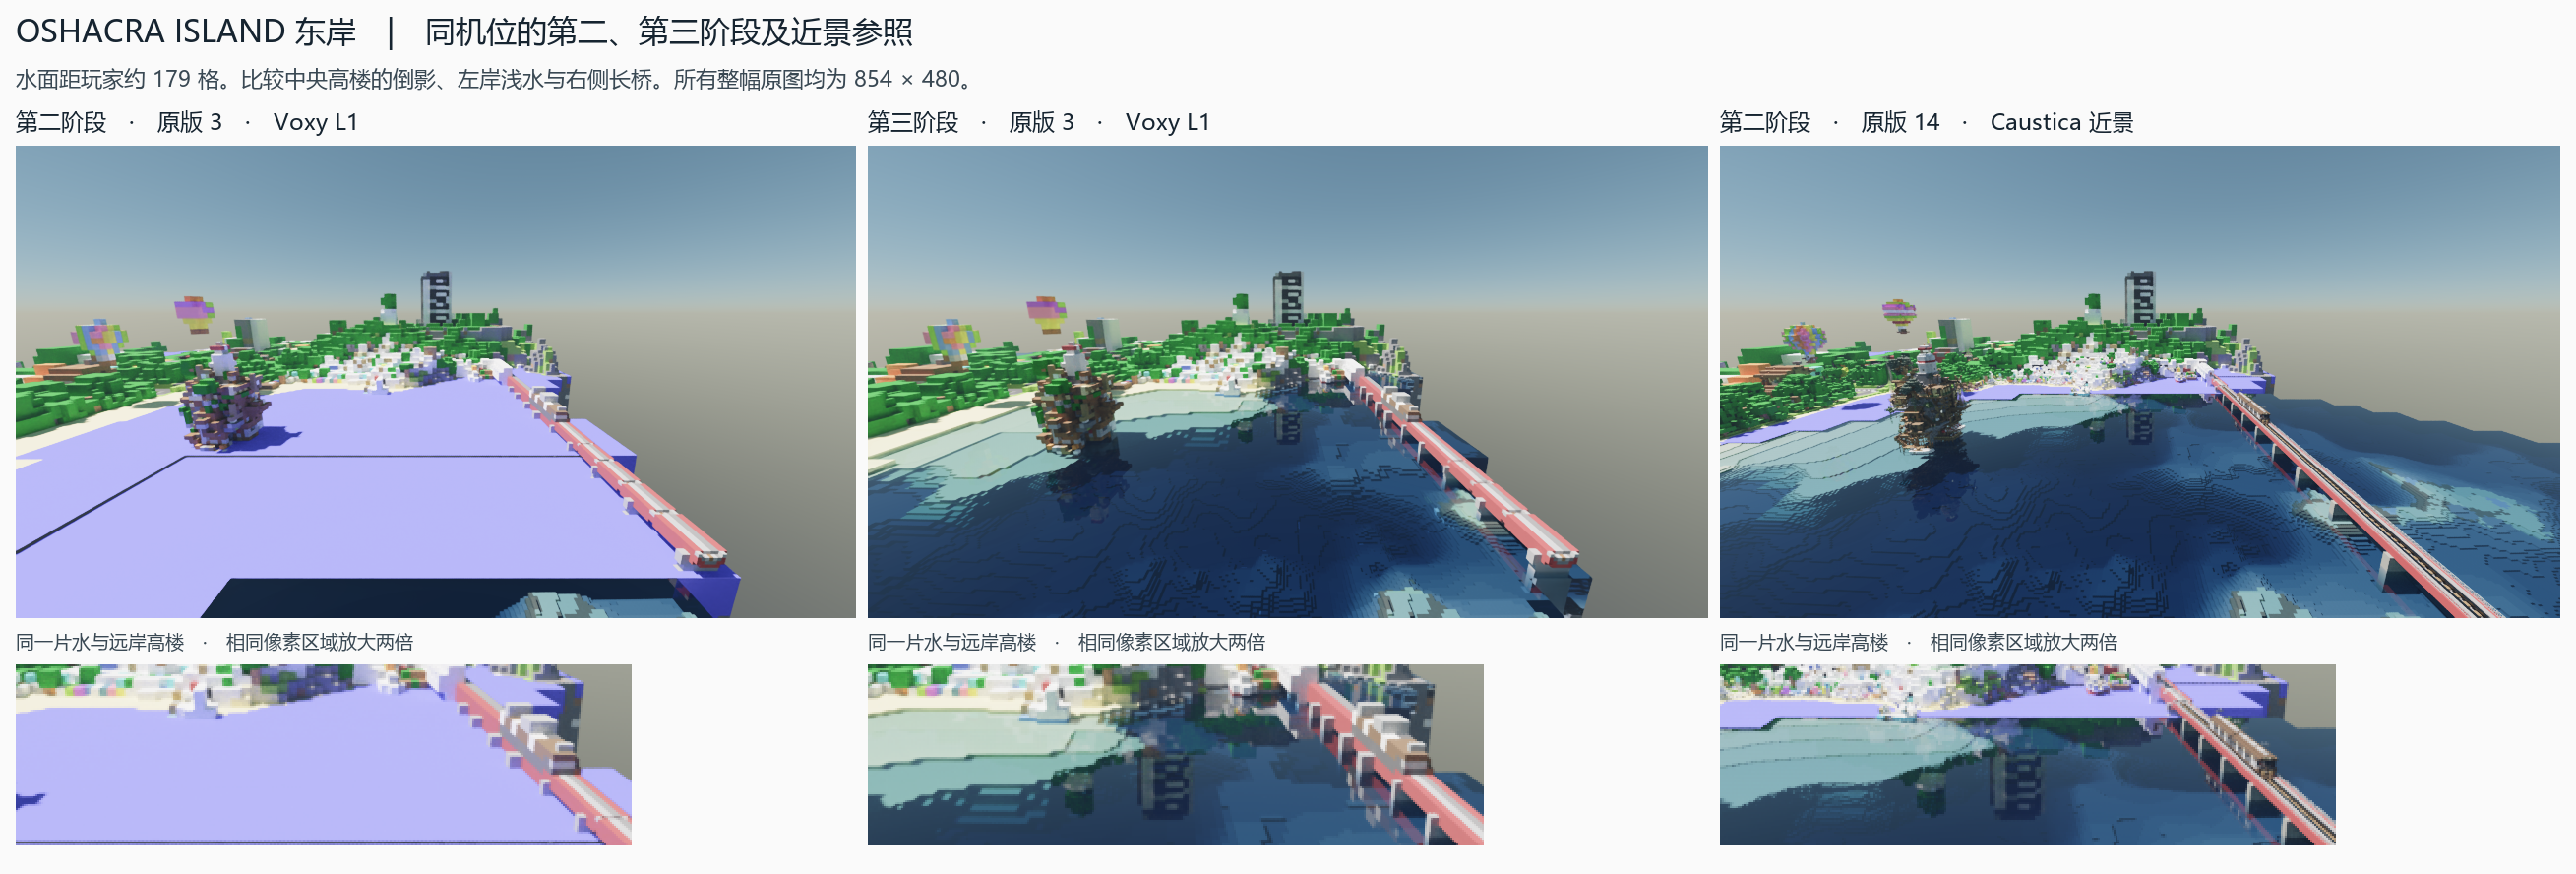 OSHACRA ISLAND 东岸 | 同机位的第二、第三阶段及近景参照
水面距玩家约 179 格。比较中央高楼的倒影、左岸浅水与右侧长桥。所有整幅原图均为 854 × 480。
第二阶段 · 原版 3 · Voxy L1
第三阶段 · 原版 3 · Voxy L1
第二阶段 · 原版 14 · Caustica 近景
同一片水与远岸高楼 · 相同像素区域放大两倍
同一片水与远岸高楼 · 相同像素区域放大两倍
同一片水与远岸高楼 · 相同像素区域放大两倍